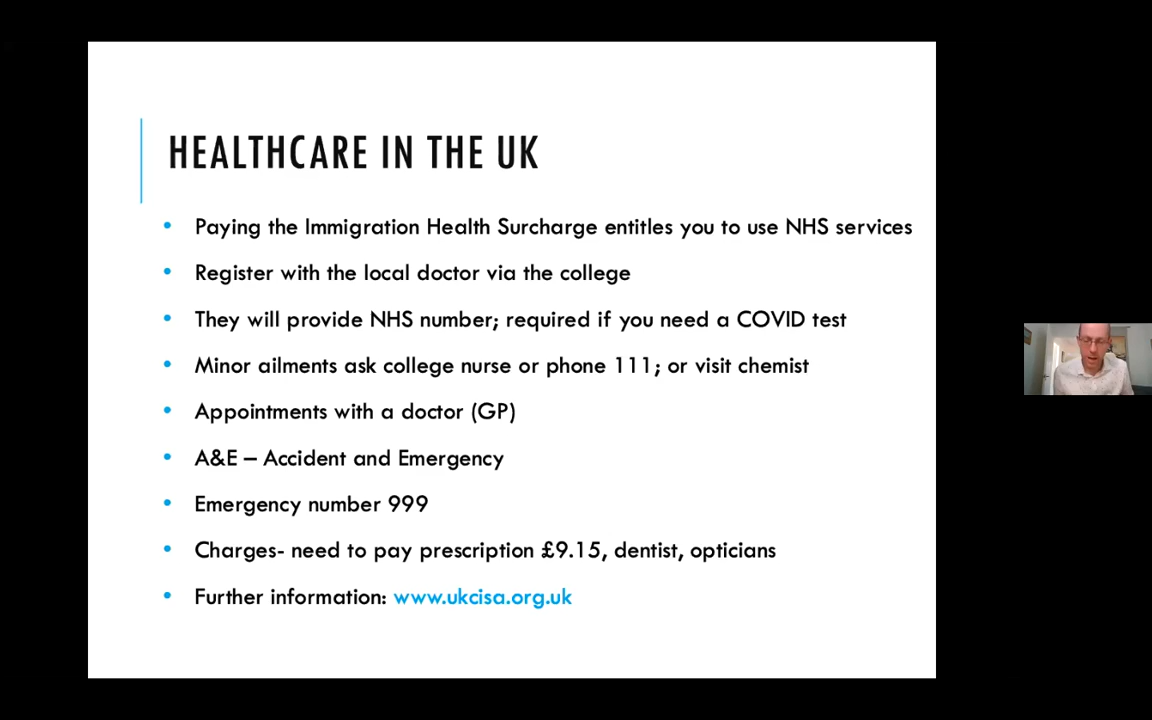 HEALTHCARE IN THE UK
• Paying the Immigration Health Surcharge entitles you to use NHS services
• Register with the local doctor via the college
• They will provide NHS number; required if you need a COVID test
• Minor ailments ask college nurse or phone 111; or visit chemist
• Appointments with a doctor (GP)
• A&E – Accident and Emergency
• Emergency number 999
• Charges- need to pay prescription £9.15, dentist, opticians
• Further information: www.ukcisa.org.uk